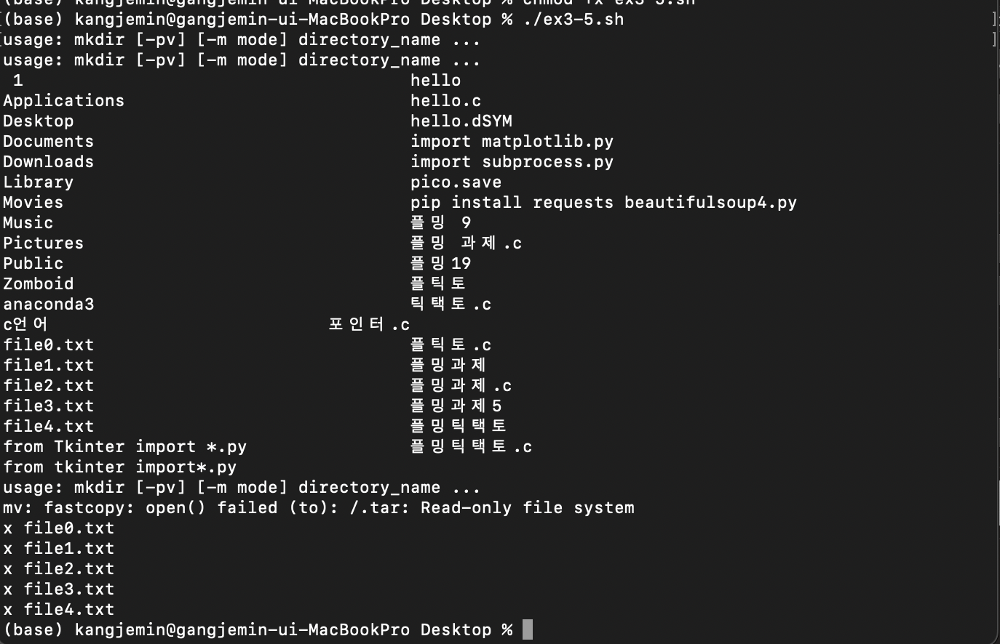 (base) kangjemin@gangjemin-ui-MacBookPro Desktop % chmod +x ex3-5.sh
(base) kangjemin@gangjemin-ui-MacBookPro Desktop % ./ex3-5.sh
usage: mkdir [-pv] [-m mode] directory_name ...
usage: mkdir [-pv] [-m mode] directory_name ...
1 hello
Applications hello.c
Desktop hello.dSYM
Documents import matplotlib.py
Downloads import subprocess.py
Library pico.save
Movies pip install requests beautifulsoup4.py
Music 플밍 9
Pictures 플밍 과제.c
Public 플밍19
Zomboid 플틱토
anaconda3 틱택토.c
c언어 포인터.c
file0.txt 플틱토.c
file1.txt 플밍과제
file2.txt 플밍과제.c
file3.txt 플밍과제5
file4.txt 플밍틱택토
from Tkinter import *.py 플밍틱택토.c
from tkinter import*.py
usage: mkdir [-pv] [-m mode] directory_name ...
mv: fastcopy: open() failed (to): /.tar: Read-only file system
x file0.txt
x file1.txt
x file2.txt
x file3.txt
x file4.txt
(base) kangjemin@gangjemin-ui-MacBookPro Desktop %